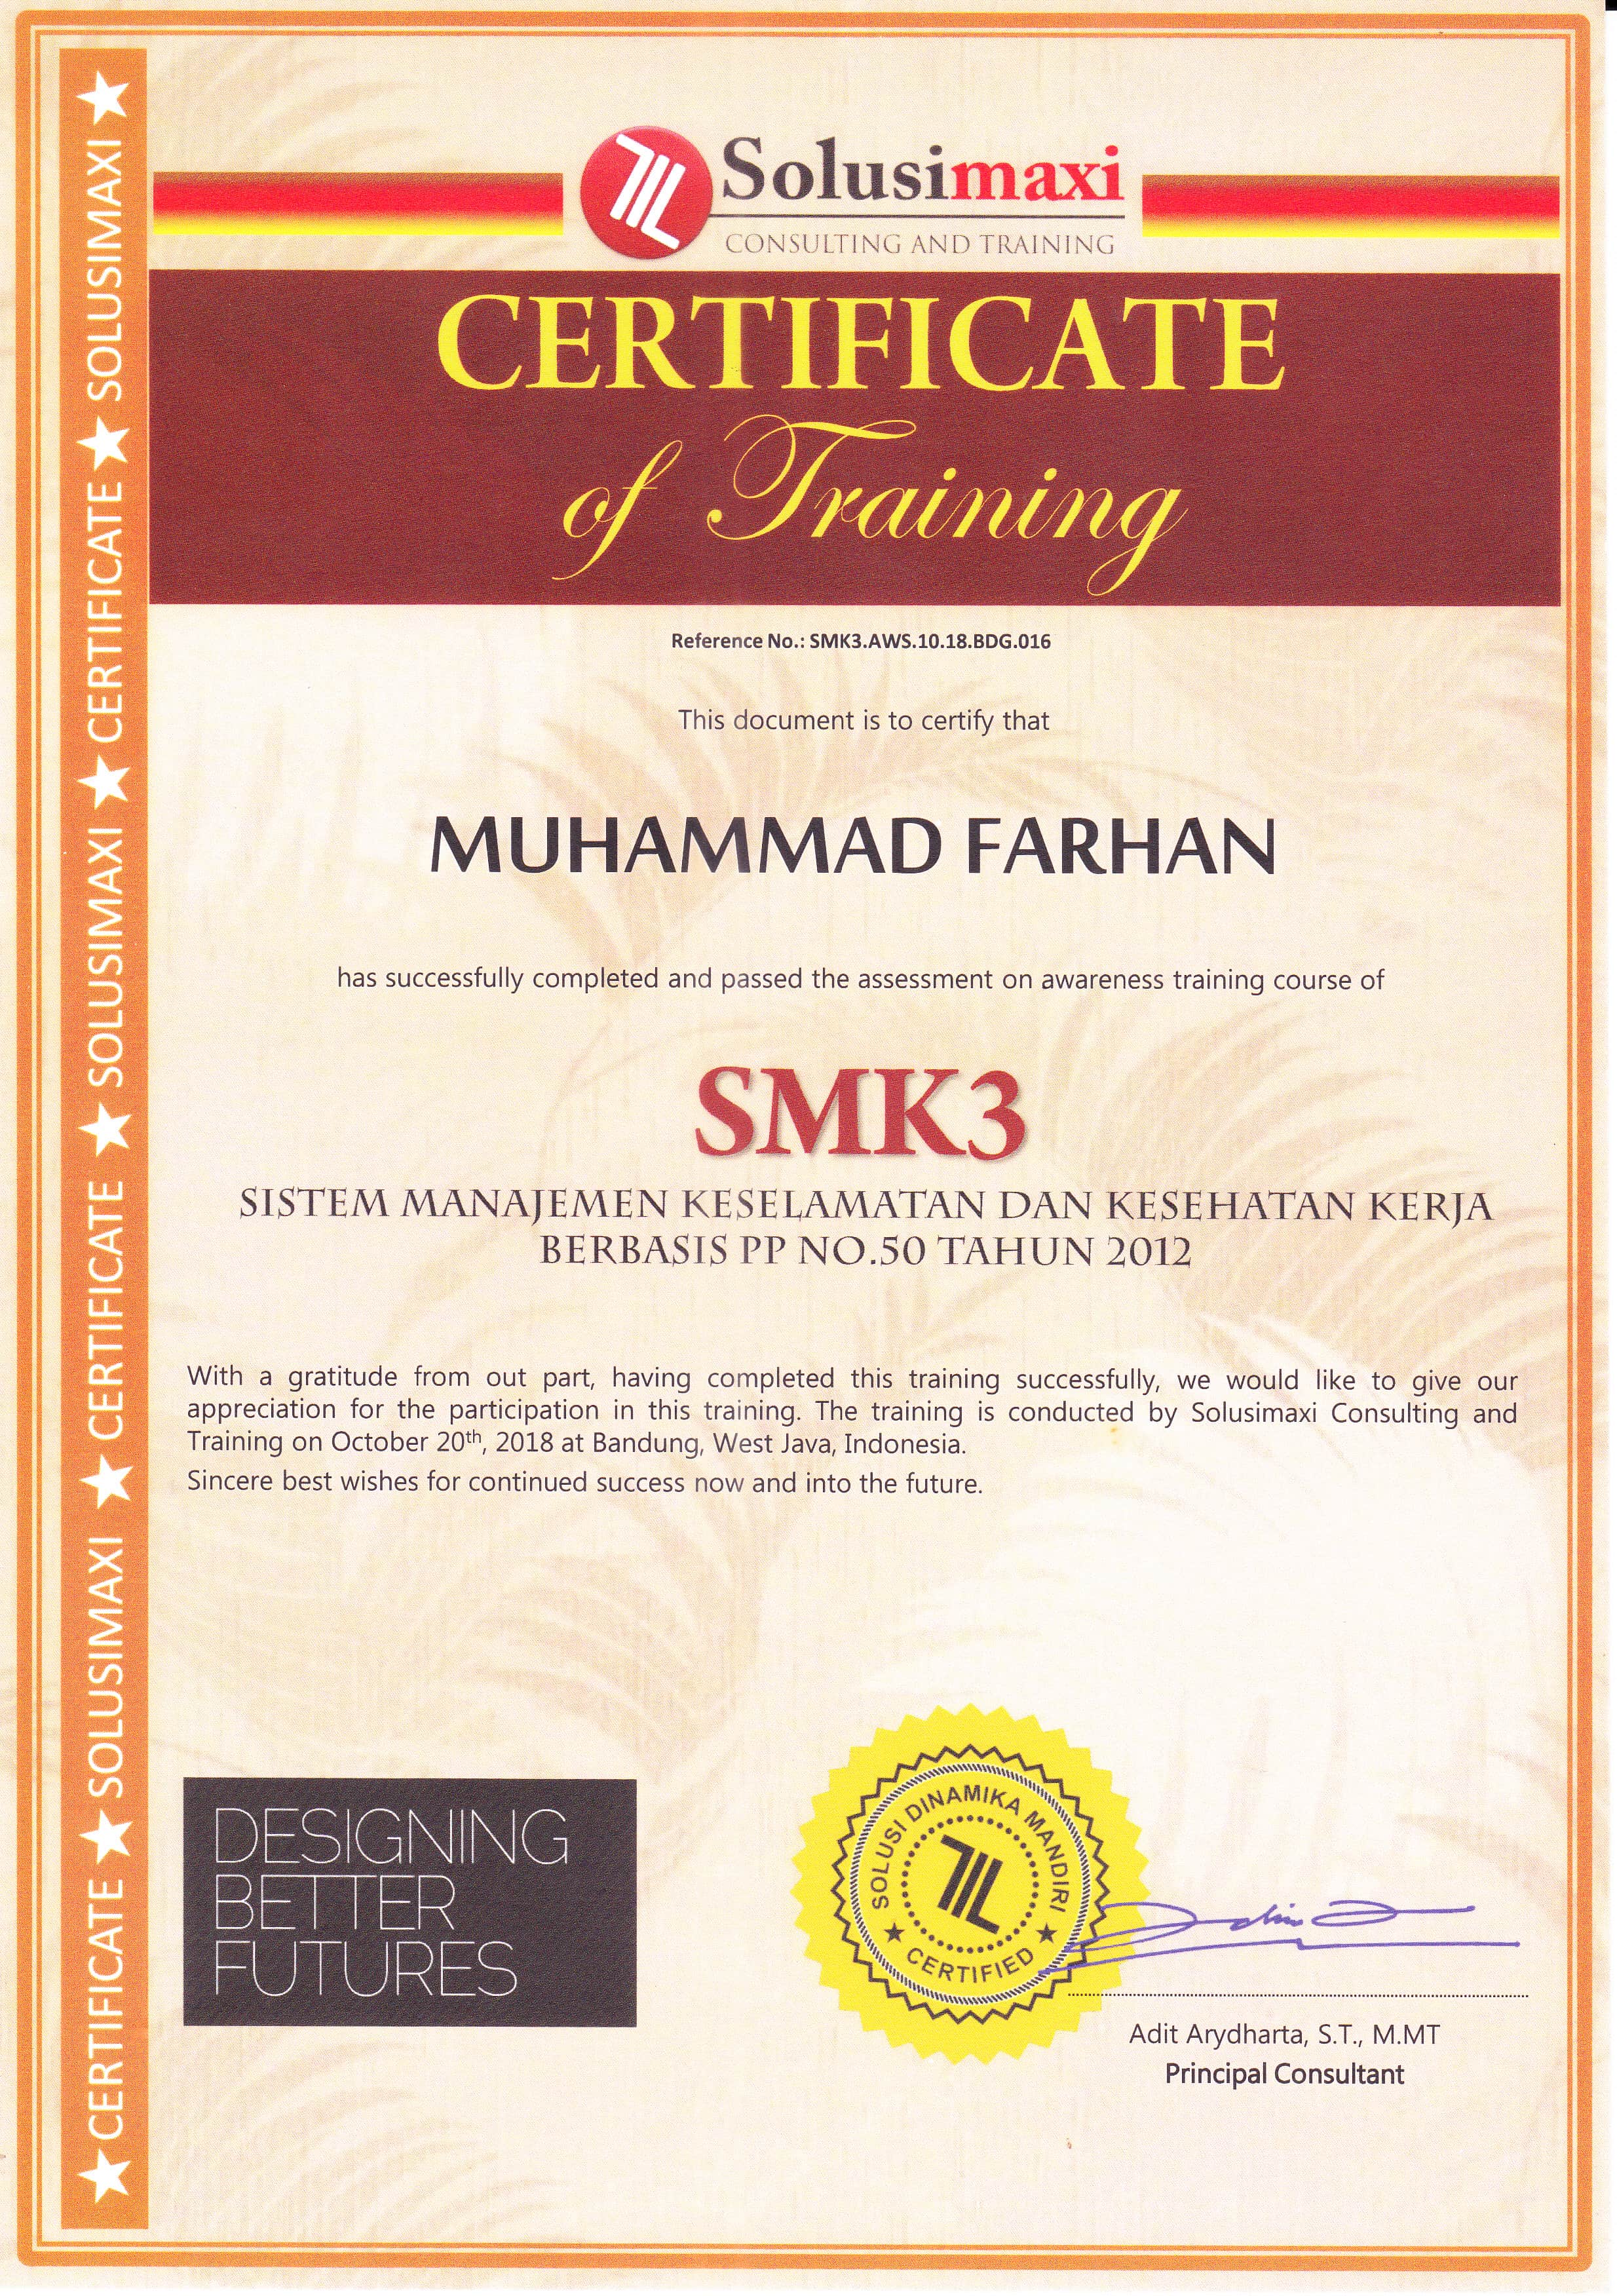 Solusimaxi
CONSULTING AND TRAINING
CERTIFICATE
of Training
Reference No.: SMK3.AWS.10.18.BDG.016
This document is to certify that
MUHAMMAD FARHAN
has successfully completed and passed the assessment on awareness training course of
SMK3
SISTEM MANAJEMEN KESELAMATAN DAN KESEHATAN KERJA
BERBASIS PP NO.50 TAHUN 2012
With a gratitude from out part, having completed this training successfully, we would like to give our
appreciation for the participation in this training. The training is conducted by Solusimaxi Consulting and
Training on October 20th, 2018 at Bandung, West Java, Indonesia.
Sincere best wishes for continued success now and into the future.
DESIGNING
BETTER
FUTURES
SOLUSI DINAMIKA MANDIRI
★ CERTIFIED ★
Adit Arydharta, S.T., M.MT
Principal Consultant
★ CERTIFICATE ★ SOLUSIMAXI ★ CERTIFICATE ★ SOLUSIMAXI ★ CERTIFICATE ★ SOLUSIMAXI ★